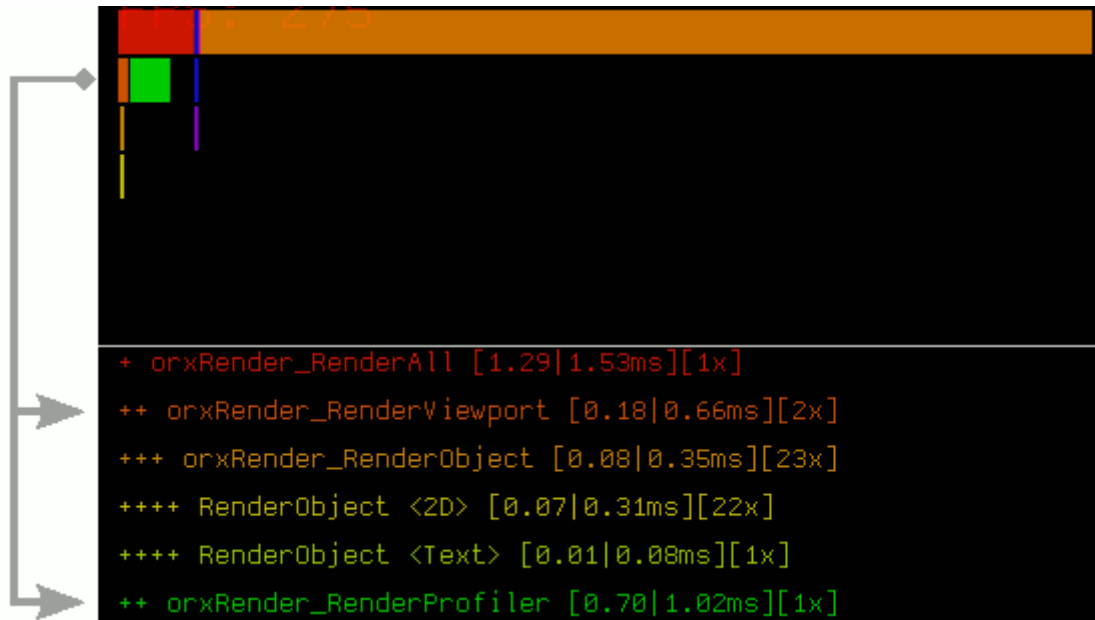 FPS: 275
+ orxRender_RenderAll [1.29|1.53ms][1x]
++ orxRender_RenderViewport [0.18|0.66ms][2x]
+++ orxRender_RenderObject [0.08|0.35ms][23x]
++++ RenderObject <2D> [0.07|0.31ms][22x]
++++ RenderObject <Text> [0.01|0.08ms][1x]
++ orxRender_RenderProfiler [0.70|1.02ms][1x]